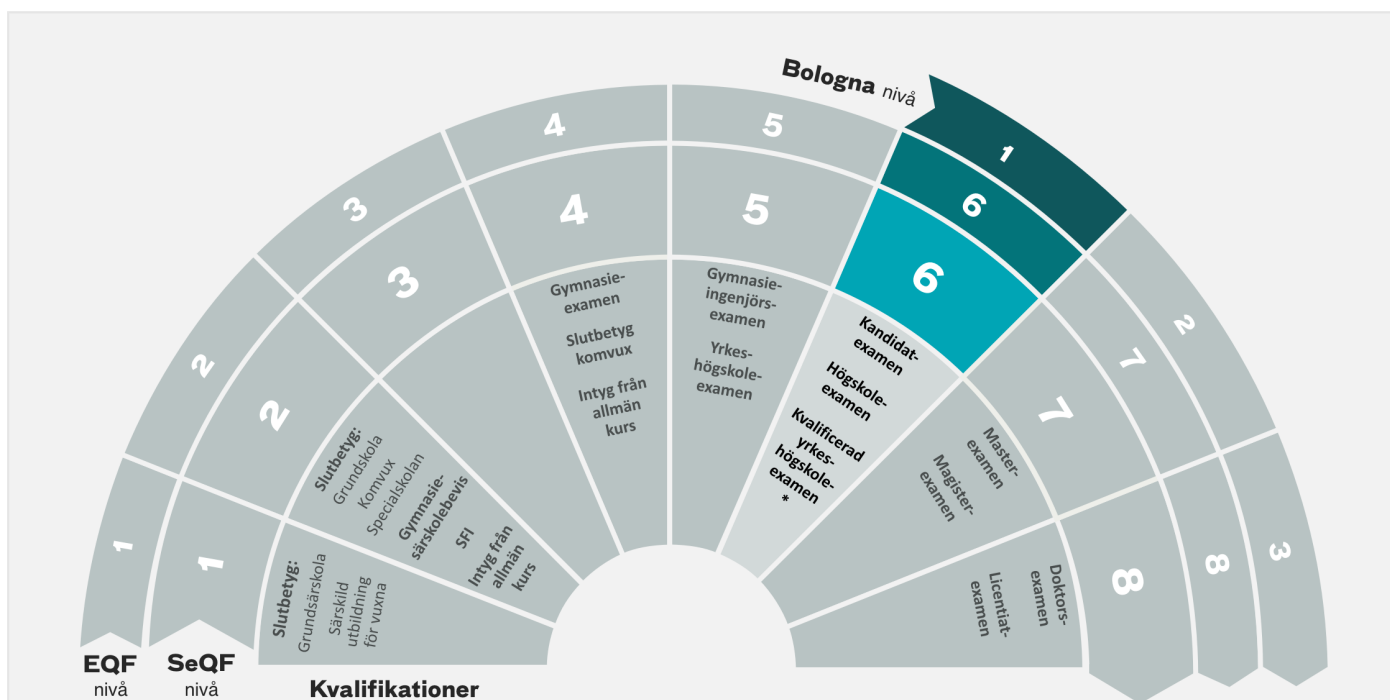 Bologna nivå
1
2
3
4
5
6
7
8
1
2
3
4
5
6
7
8
1
2
3
Slutbetyg:
Grundsärskola
Särskild
utbildning
för vuxna
Slutbetyg:
Grundskola
Komvux
Specialskolan
Gymnasie-
särskolebevis
SFI
Intyg från
allmän
kurs
Gymnasie-
examen
Slutbetyg
komvux
Intyg från
allmän
kurs
Gymnasie-
ingenjörs-
examen
Yrkes-
högskole-
examen
Kandidat-
examen
Högskole-
examen
Kvalificerad
yrkes-
högskole-
examen
*
Master-
examen
Magister-
examen
Doktors-
examen
Licentiat-
examen
EQF
nivå
SeQF
nivå
Kvalifikationer